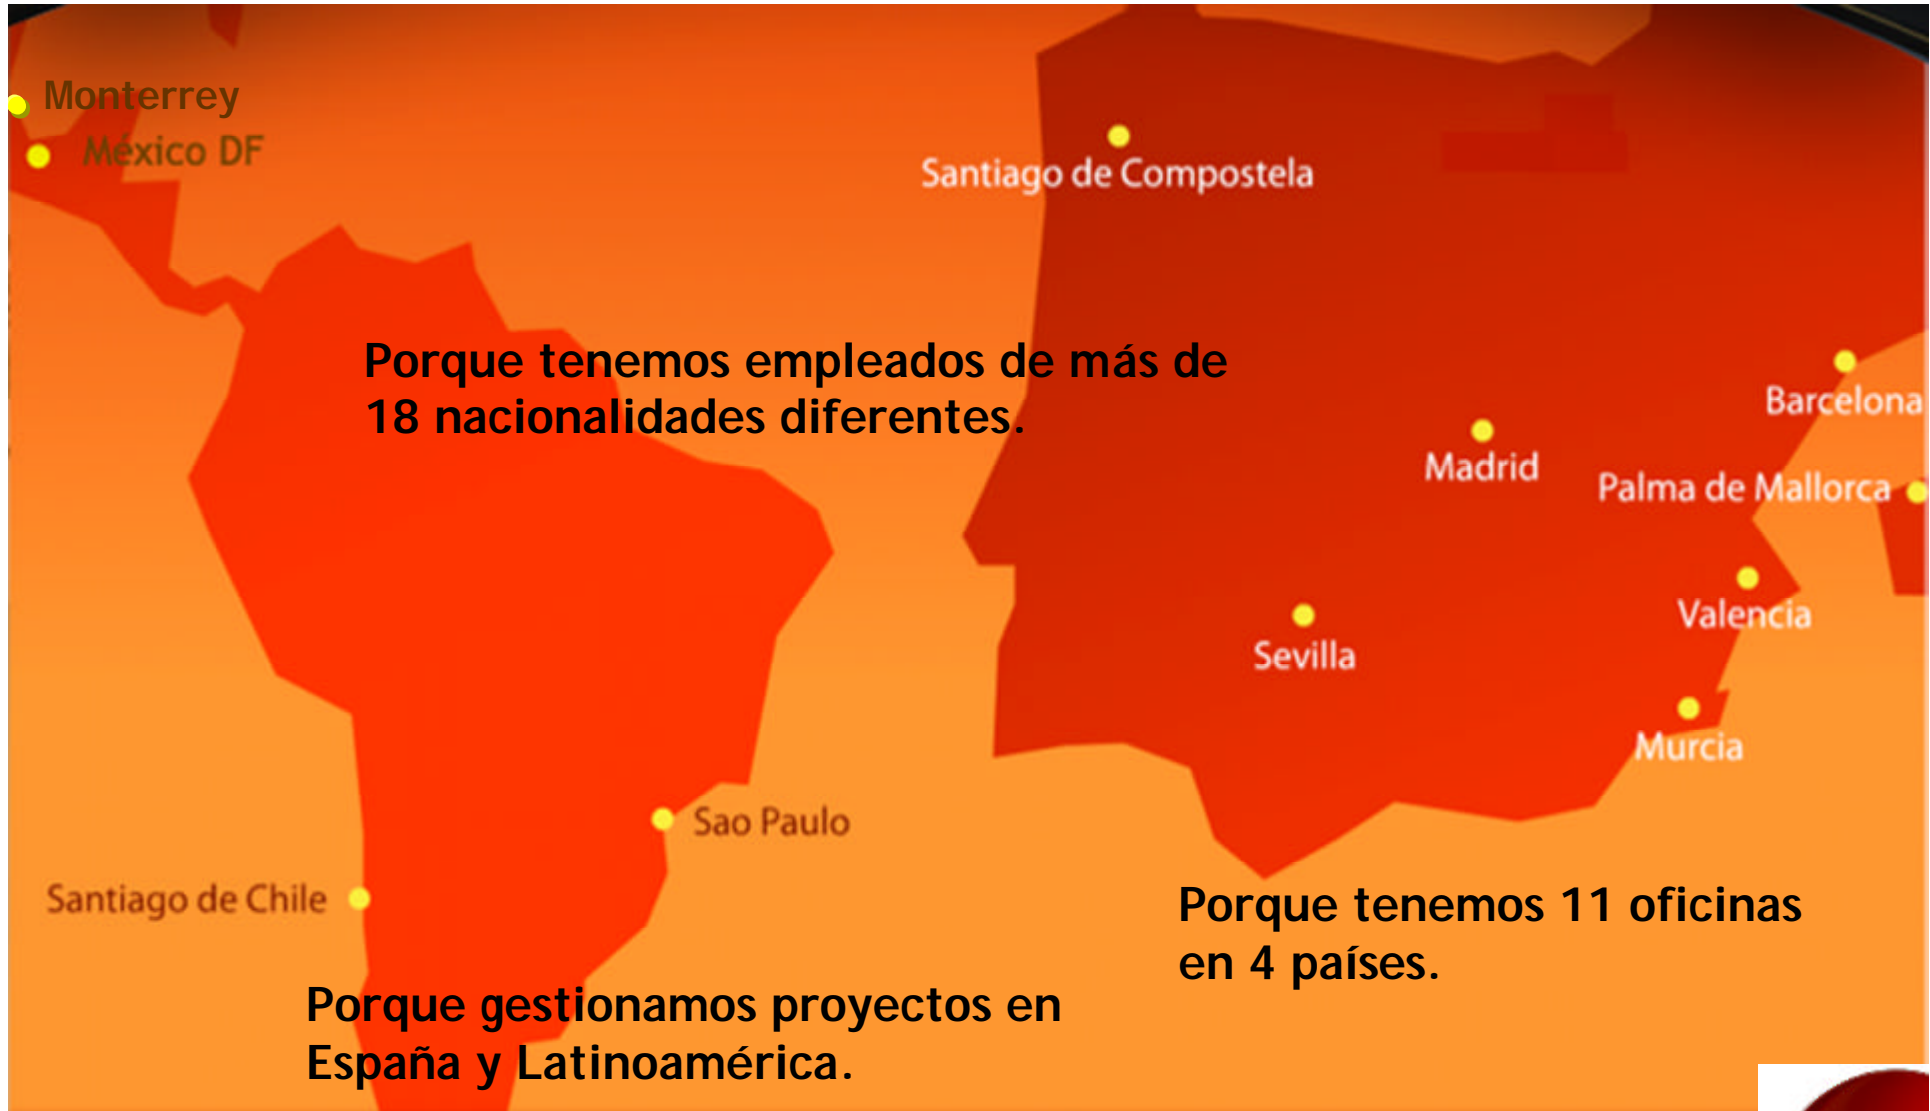 Monterrey
México DF
Santiago de Compostela
Porque tenemos empleados de más de
18 nacionalidades diferentes.
Barcelona
Madrid
Palma de Mallorca
Valencia
Sevilla
Murcia
Sao Paulo
Santiago de Chile
Porque tenemos 11 oficinas
en 4 países.
Porque gestionamos proyectos en
España y Latinoamérica.